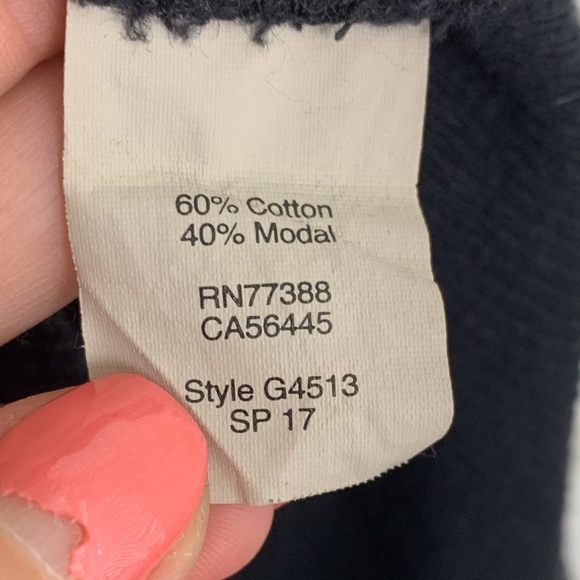 60% Cotton
40% Modal
RN77388
CA56445
Style G4513
SP 17